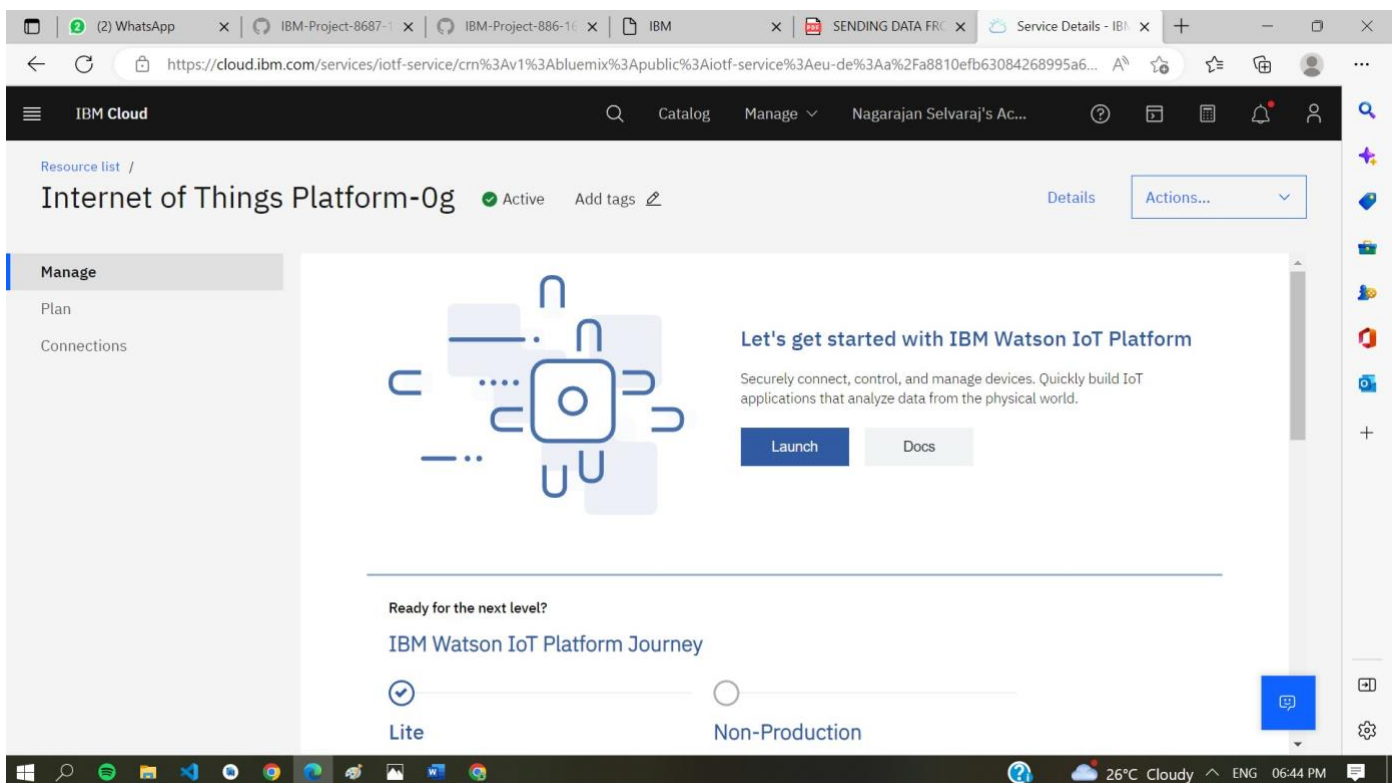 (2) WhatsApp
IBM-Project-8687-1
IBM-Project-886-16
IBM
SENDING DATA FRO
Service Details - IBM
https://cloud.ibm.com/services/iotf-service/crn%3Av1%3Abluemix%3Apublic%3Aiotf-service%3Aeu-de%3Aa%2Fa8810efb63084268995a6...
IBM Cloud
Catalog
Manage
Nagarajan Selvaraj's Ac...
Resource list /
Internet of Things Platform-0g
Active
Add tags
Details
Actions...
Manage
Plan
Connections
Let's get started with IBM Watson IoT Platform
Securely connect, control, and manage devices. Quickly build IoT
applications that analyze data from the physical world.
Launch
Docs
Ready for the next level?
IBM Watson IoT Platform Journey
Lite
Non-Production
26°C Cloudy
ENG
06:44 PM